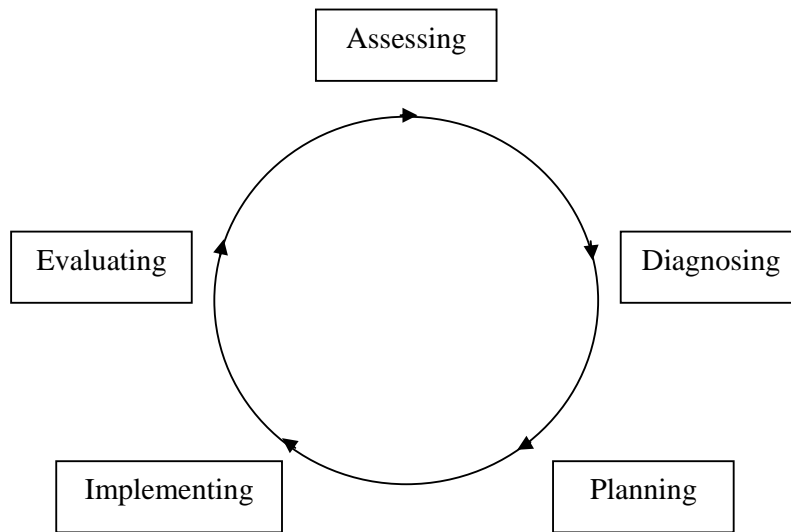 Assessing
Evaluating
Diagnosing
Implementing
Planning